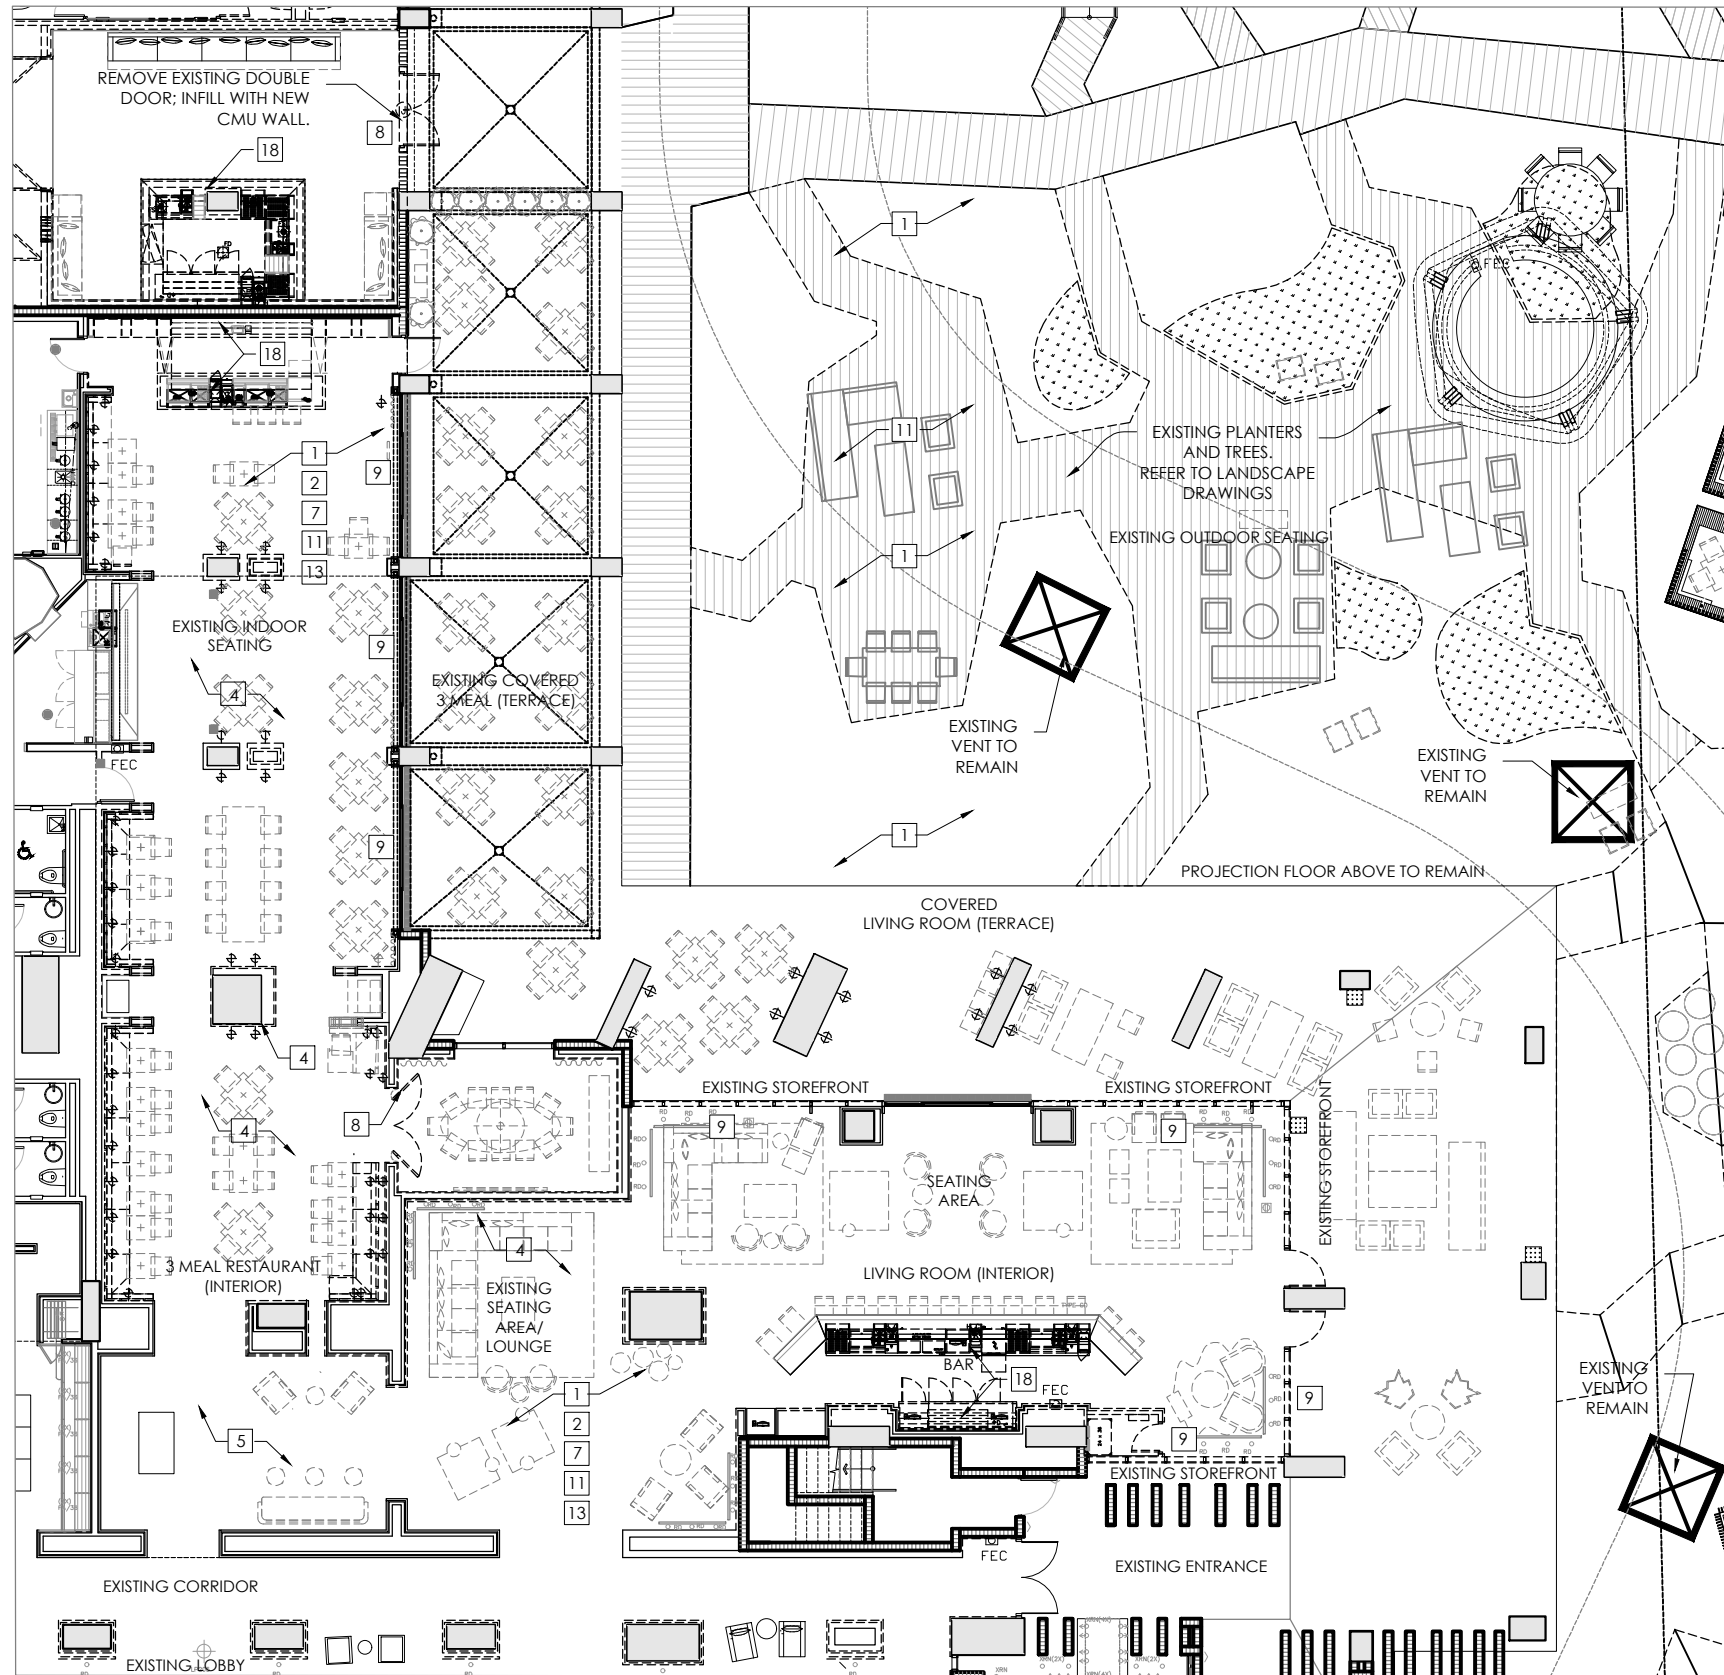 REMOVE EXISTING DOUBLE
DOOR; INFILL WITH NEW
CMU WALL.
8
18
18
1
2
7
11
13
9
1
11
1
1
FEC
EXISTING PLANTERS
AND TREES.
REFER TO LANDSCAPE
DRAWINGS
EXISTING OUTDOOR SEATING
EXISTING INDOOR
SEATING
9
4
EXISTING COVERED
3 MEAL (TERRACE)
EXISTING
VENT TO
REMAIN
EXISTING
VENT TO
REMAIN
FEC
9
PROJECTION FLOOR ABOVE TO REMAIN
COVERED
LIVING ROOM (TERRACE)
4
EXISTING STOREFRONT
EXISTING STOREFRONT
EXISTING STOREFRONT
8
4
9
9
SEATING
AREA
4
3 MEAL RESTAURANT
(INTERIOR)
EXISTING
SEATING
AREA/
LOUNGE
LIVING ROOM (INTERIOR)
BAR
18
FEC
9
9
1
2
7
11
13
5
EXISTING
VENT TO
REMAIN
EXISTING STOREFRONT
FEC
EXISTING ENTRANCE
EXISTING CORRIDOR
EXISTING LOBBY